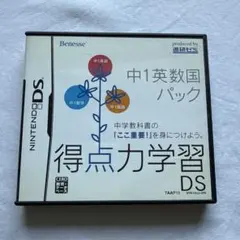 Benesse
produced by
進研ゼミ
中1英語
中1数学
中1国語
中1英数国
パック
中学教科書の
「ここ重要!」を身につけよう。
得点力学習
DS
NINTENDO DS